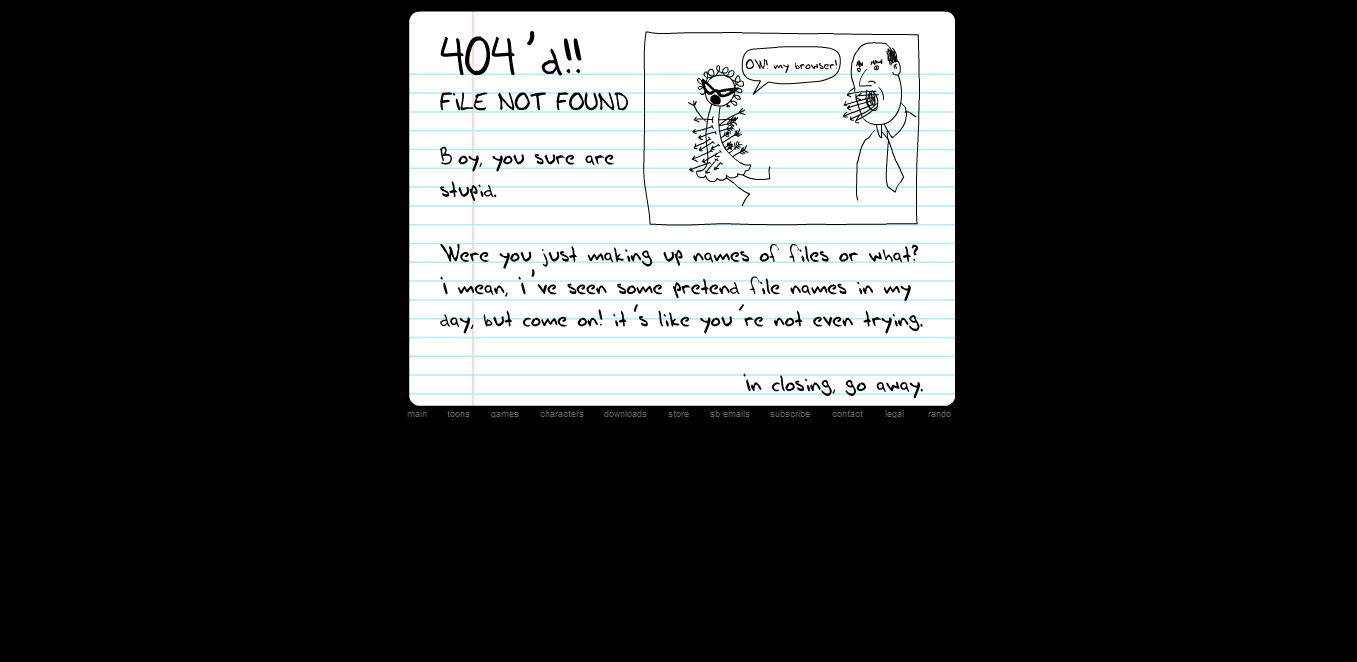 404'd!!
FiLE NOT FOUND
OW! my browser!
Boy, you sure are
stupid.
Were you just making up names of files or what?
i mean, i've seen some pretend file names in my
day, but come on! it's like you're not even trying.
in closing, go away.
main toons games characters downloads store sb emails subscribe contact legal rando